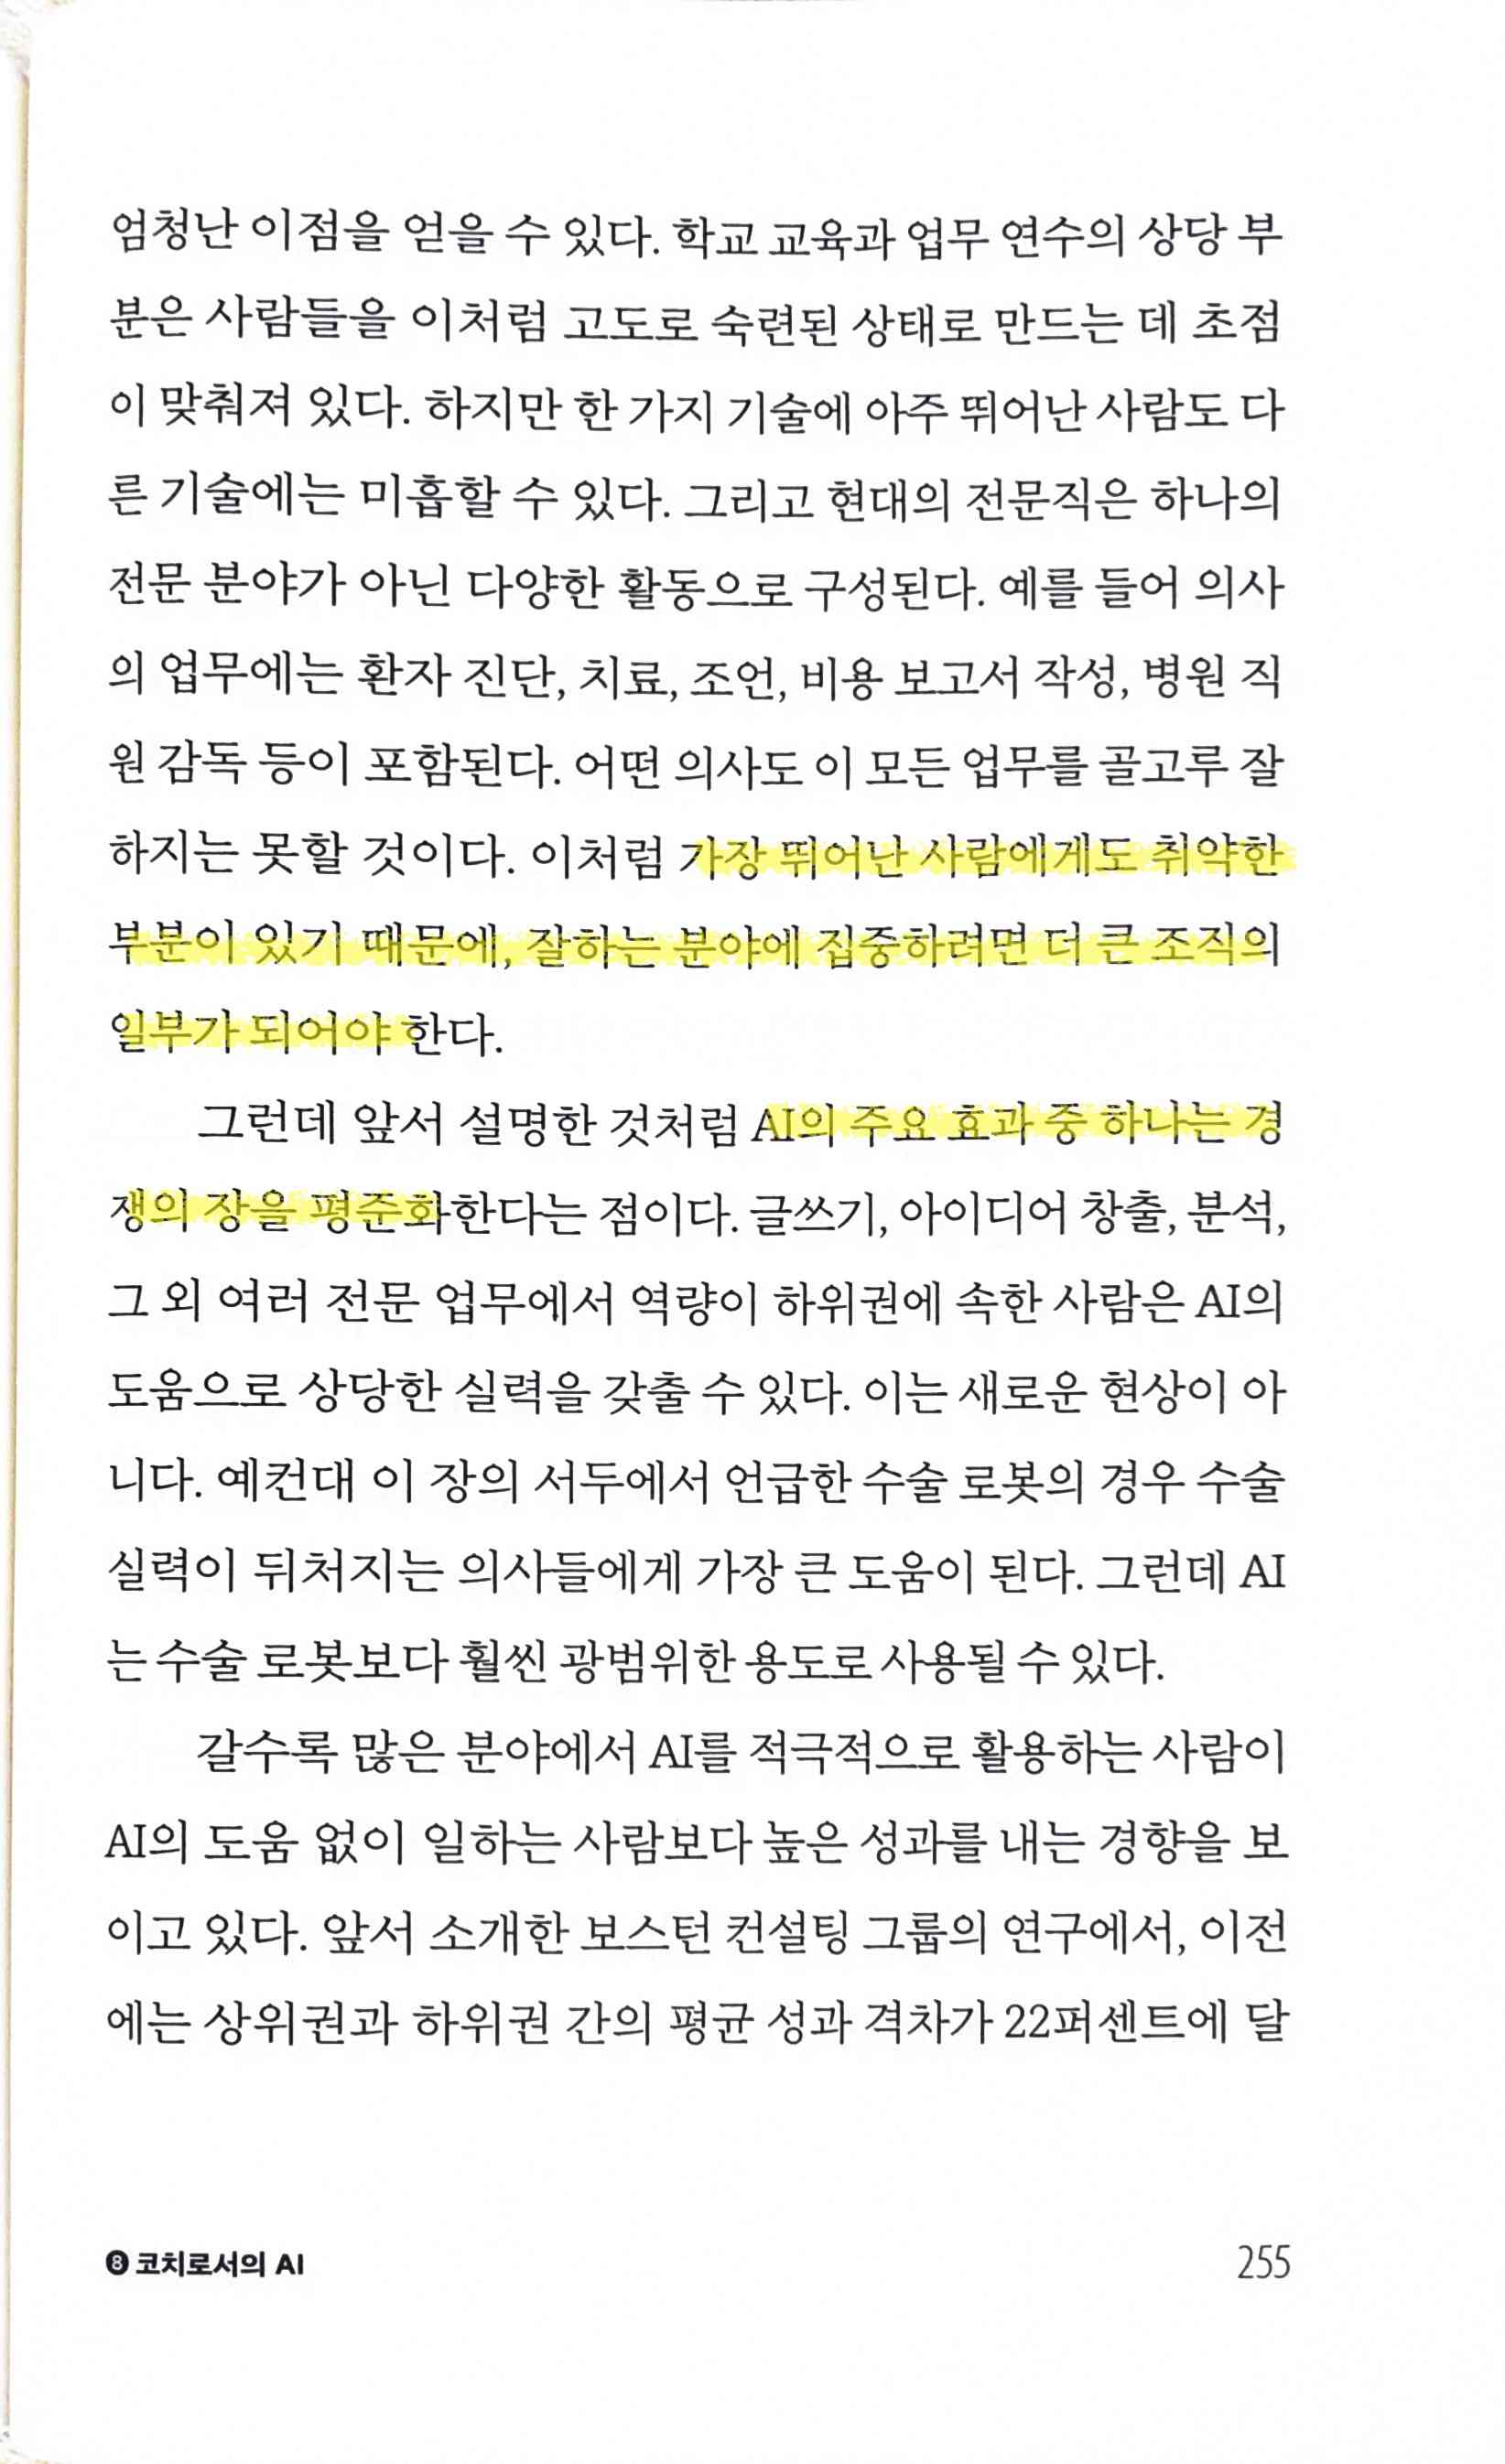 엄청난 이점을 얻을 수 있다. 학교 교육과 업무 연수의 상당 부
분은 사람들을 이처럼 고도로 숙련된 상태로 만드는 데 초점
이 맞춰져 있다. 하지만 한 가지 기술에 아주 뛰어난 사람도 다
른 기술에는 미흡할 수 있다. 그리고 현대의 전문직은 하나의
전문 분야가 아닌 다양한 활동으로 구성된다. 예를 들어 의사
의 업무에는 환자 진단, 치료, 조언, 비용 보고서 작성, 병원 직
원 감독 등이 포함된다. 어떤 의사도 이 모든 업무를 골고루 잘
하지는 못할 것이다. 이처럼 가장 뛰어난 사람에게도 취약한
부분이 있기 때문에, 잘하는 분야에 집중하려면 더 큰 조직의
일부가 되어야 한다.
그런데 앞서 설명한 것처럼 AI의 주요 효과 중 하나는 경
쟁의 장을 평준화한다는 점이다. 글쓰기, 아이디어 창출, 분석,
그 외 여러 전문 업무에서 역량이 하위권에 속한 사람은 AI의
도움으로 상당한 실력을 갖출 수 있다. 이는 새로운 현상이 아
니다. 예컨대 이 장의 서두에서 언급한 수술 로봇의 경우 수술
실력이 뒤처지는 의사들에게 가장 큰 도움이 된다. 그런데 AI
는 수술 로봇보다 훨씬 광범위한 용도로 사용될 수 있다.
갈수록 많은 분야에서 AI를 적극적으로 활용하는 사람이
AI의 도움 없이 일하는 사람보다 높은 성과를 내는 경향을 보
이고 있다. 앞서 소개한 보스턴 컨설팅 그룹의 연구에서, 이전
에는 상위권과 하위권 간의 평균 성과 격차가 22퍼센트에 달
❽ 코치로서의 AI
255